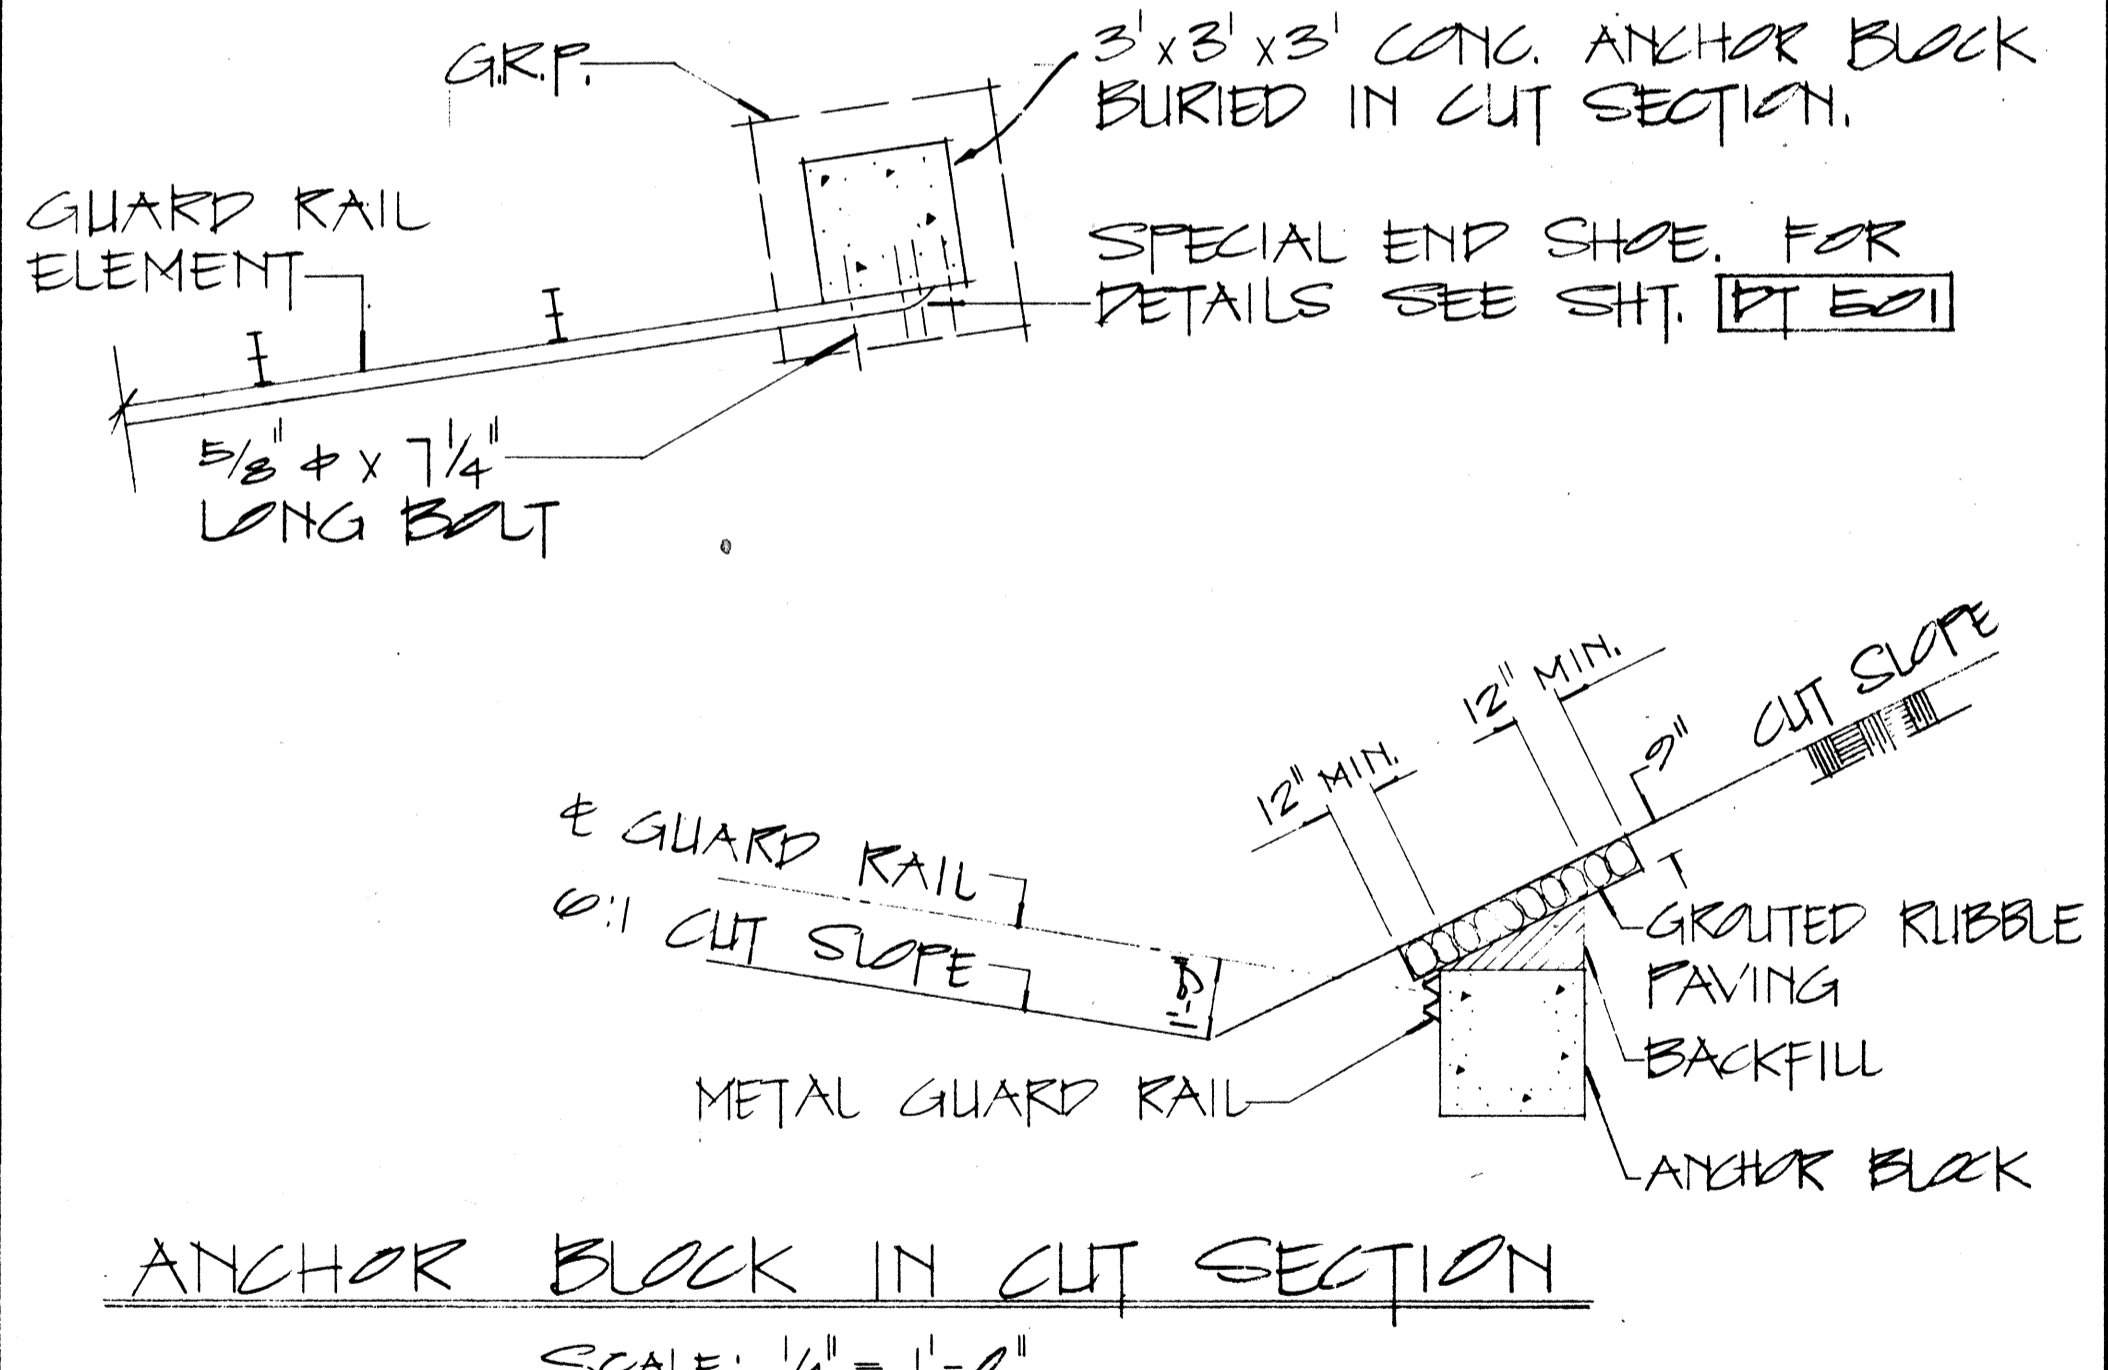 G.R.P.
3' x 3' x 3' CONC. ANCHOR BLOCK
BURIED IN CUT SECTION.
GUARD RAIL
ELEMENT
SPECIAL END SHOE. FOR
DETAILS SEE SHT. DT 501
5/8" ϕ x 7 1/4"
LONG BOLT
12" MIN.
12" MIN.
9"
CUT SLOPE
℄ GUARD RAIL
6:1 CUT SLOPE
GROUTED RUBBLE
PAVING
BACKFILL
METAL GUARD RAIL
ANCHOR BLOCK
ANCHOR BLOCK IN CUT SECTION
SCALE: 1/4" = 1'-0"